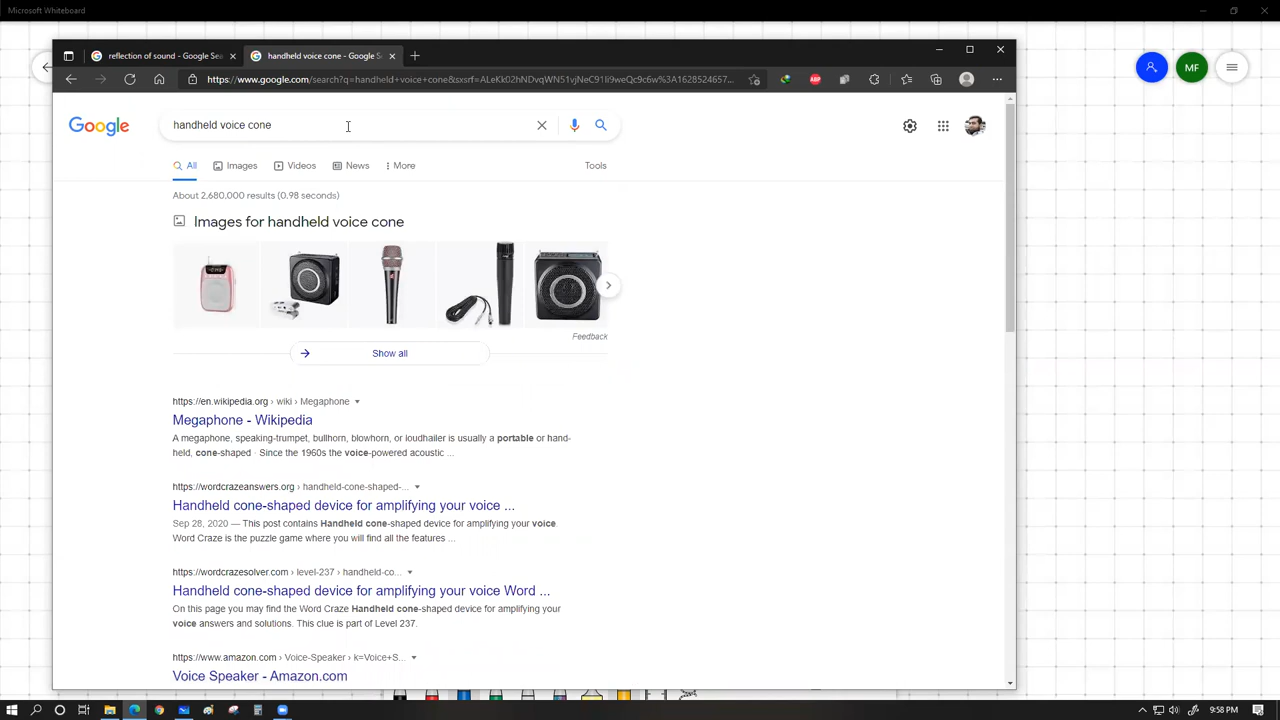 Microsoft Whiteboard
reflection of sound - Google Sea
handheld voice cone - Google S
https://www.google.com/search?q=handheld+voice+cone&sxsrf=ALeKk02hNDrqWN51vjNeC91li9weQc9c6w%3A1628524657...
ABP
MF
Google
handheld voice cone
All
Images
Videos
News
More
Tools
About 2,680,000 results (0.98 seconds)
Images for handheld voice cone
Feedback
Show all
https://en.wikipedia.org › wiki › Megaphone
Megaphone - Wikipedia
A megaphone, speaking-trumpet, bullhorn, blowhorn, or loudhailer is usually a portable or hand-
held, cone-shaped · Since the 1960s the voice-powered acoustic ...
https://wordcrazeanswers.org › handheld-cone-shaped-...
Handheld cone-shaped device for amplifying your voice ...
Sep 28, 2020 — This post contains Handheld cone-shaped device for amplifying your voice.
Word Craze is the puzzle game where you will find all the features ...
https://wordcrazesolver.com › level-237 › handheld-co...
Handheld cone-shaped device for amplifying your voice Word ...
On this page you may find the Word Craze Handheld cone-shaped device for amplifying your
voice answers and solutions. This clue is part of Level 237.
https://www.amazon.com › Voice-Speaker › k=Voice+S...
Voice Speaker - Amazon.com
9:58 PM